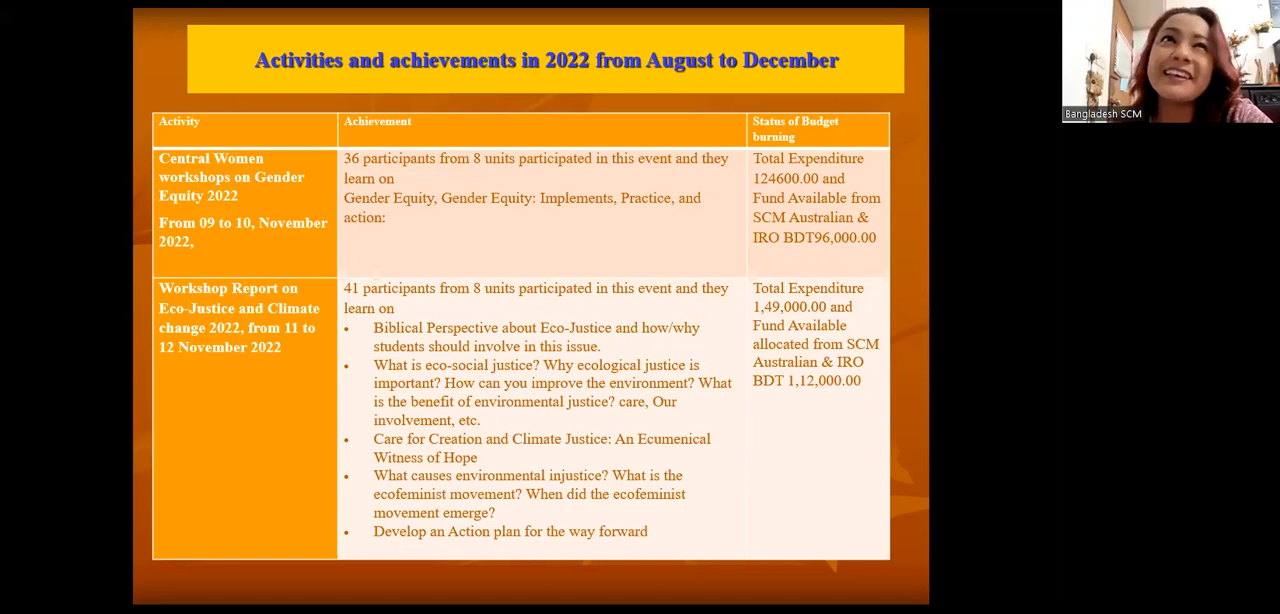 Activities and achievements in 2022 from August to December
Activity
Achievement
Status of Budget
burning
Central Women
workshops on Gender
Equity 2022
From 09 to 10, November
2022,
36 participants from 8 units participated in this event and they
learn on
Gender Equity, Gender Equity: Implements, Practice, and
action:
Total Expenditure
124600.00 and
Fund Available from
SCM Australian &
IRO BDT96,000.00
Workshop Report on
Eco-Justice and Climate
change 2022, from 11 to
12 November 2022
41 participants from 8 units participated in this event and they
learn on
• Biblical Perspective about Eco-Justice and how/why
students should involve in this issue.
• What is eco-social justice? Why ecological justice is
important? How can you improve the environment? What
is the benefit of environmental justice? care, Our
involvement, etc.
• Care for Creation and Climate Justice: An Ecumenical
Witness of Hope
• What causes environmental injustice? What is the
ecofeminist movement? When did the ecofeminist
movement emerge?
• Develop an Action plan for the way forward
Total Expenditure
1,49,000.00 and
Fund Available
allocated from SCM
Australian & IRO
BDT 1,12,000.00
Bangladesh SCM